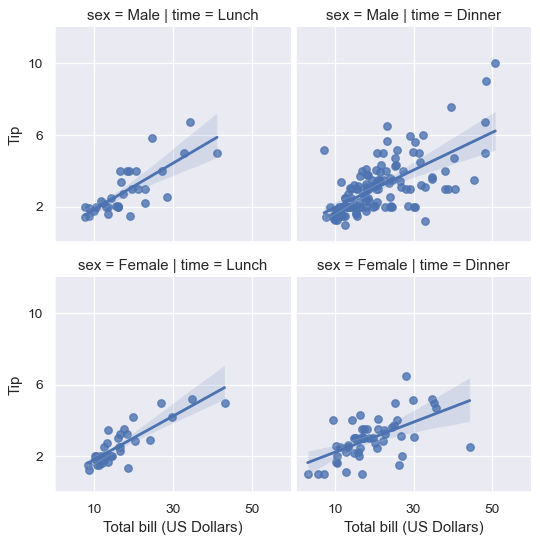 sex = Male | time = Lunch
sex = Male | time = Dinner
10
6
2
Tip
sex = Female | time = Lunch
sex = Female | time = Dinner
10
6
2
Tip
10
30
50
10
30
50
Total bill (US Dollars)
Total bill (US Dollars)